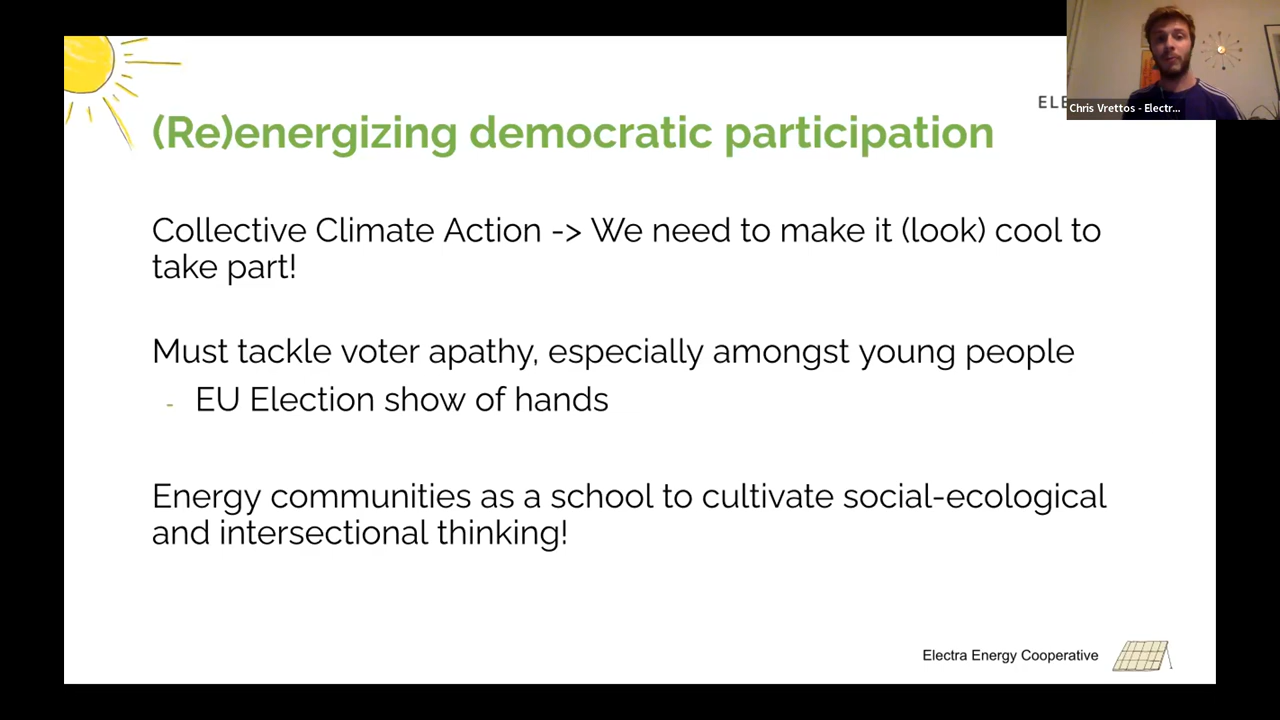 ELE
Chris Vrettos - Electr...
(Re)energizing democratic participation
Collective Climate Action -> We need to make it (look) cool to
take part!
Must tackle voter apathy, especially amongst young people
- EU Election show of hands
Energy communities as a school to cultivate social-ecological
and intersectional thinking!
Electra Energy Cooperative